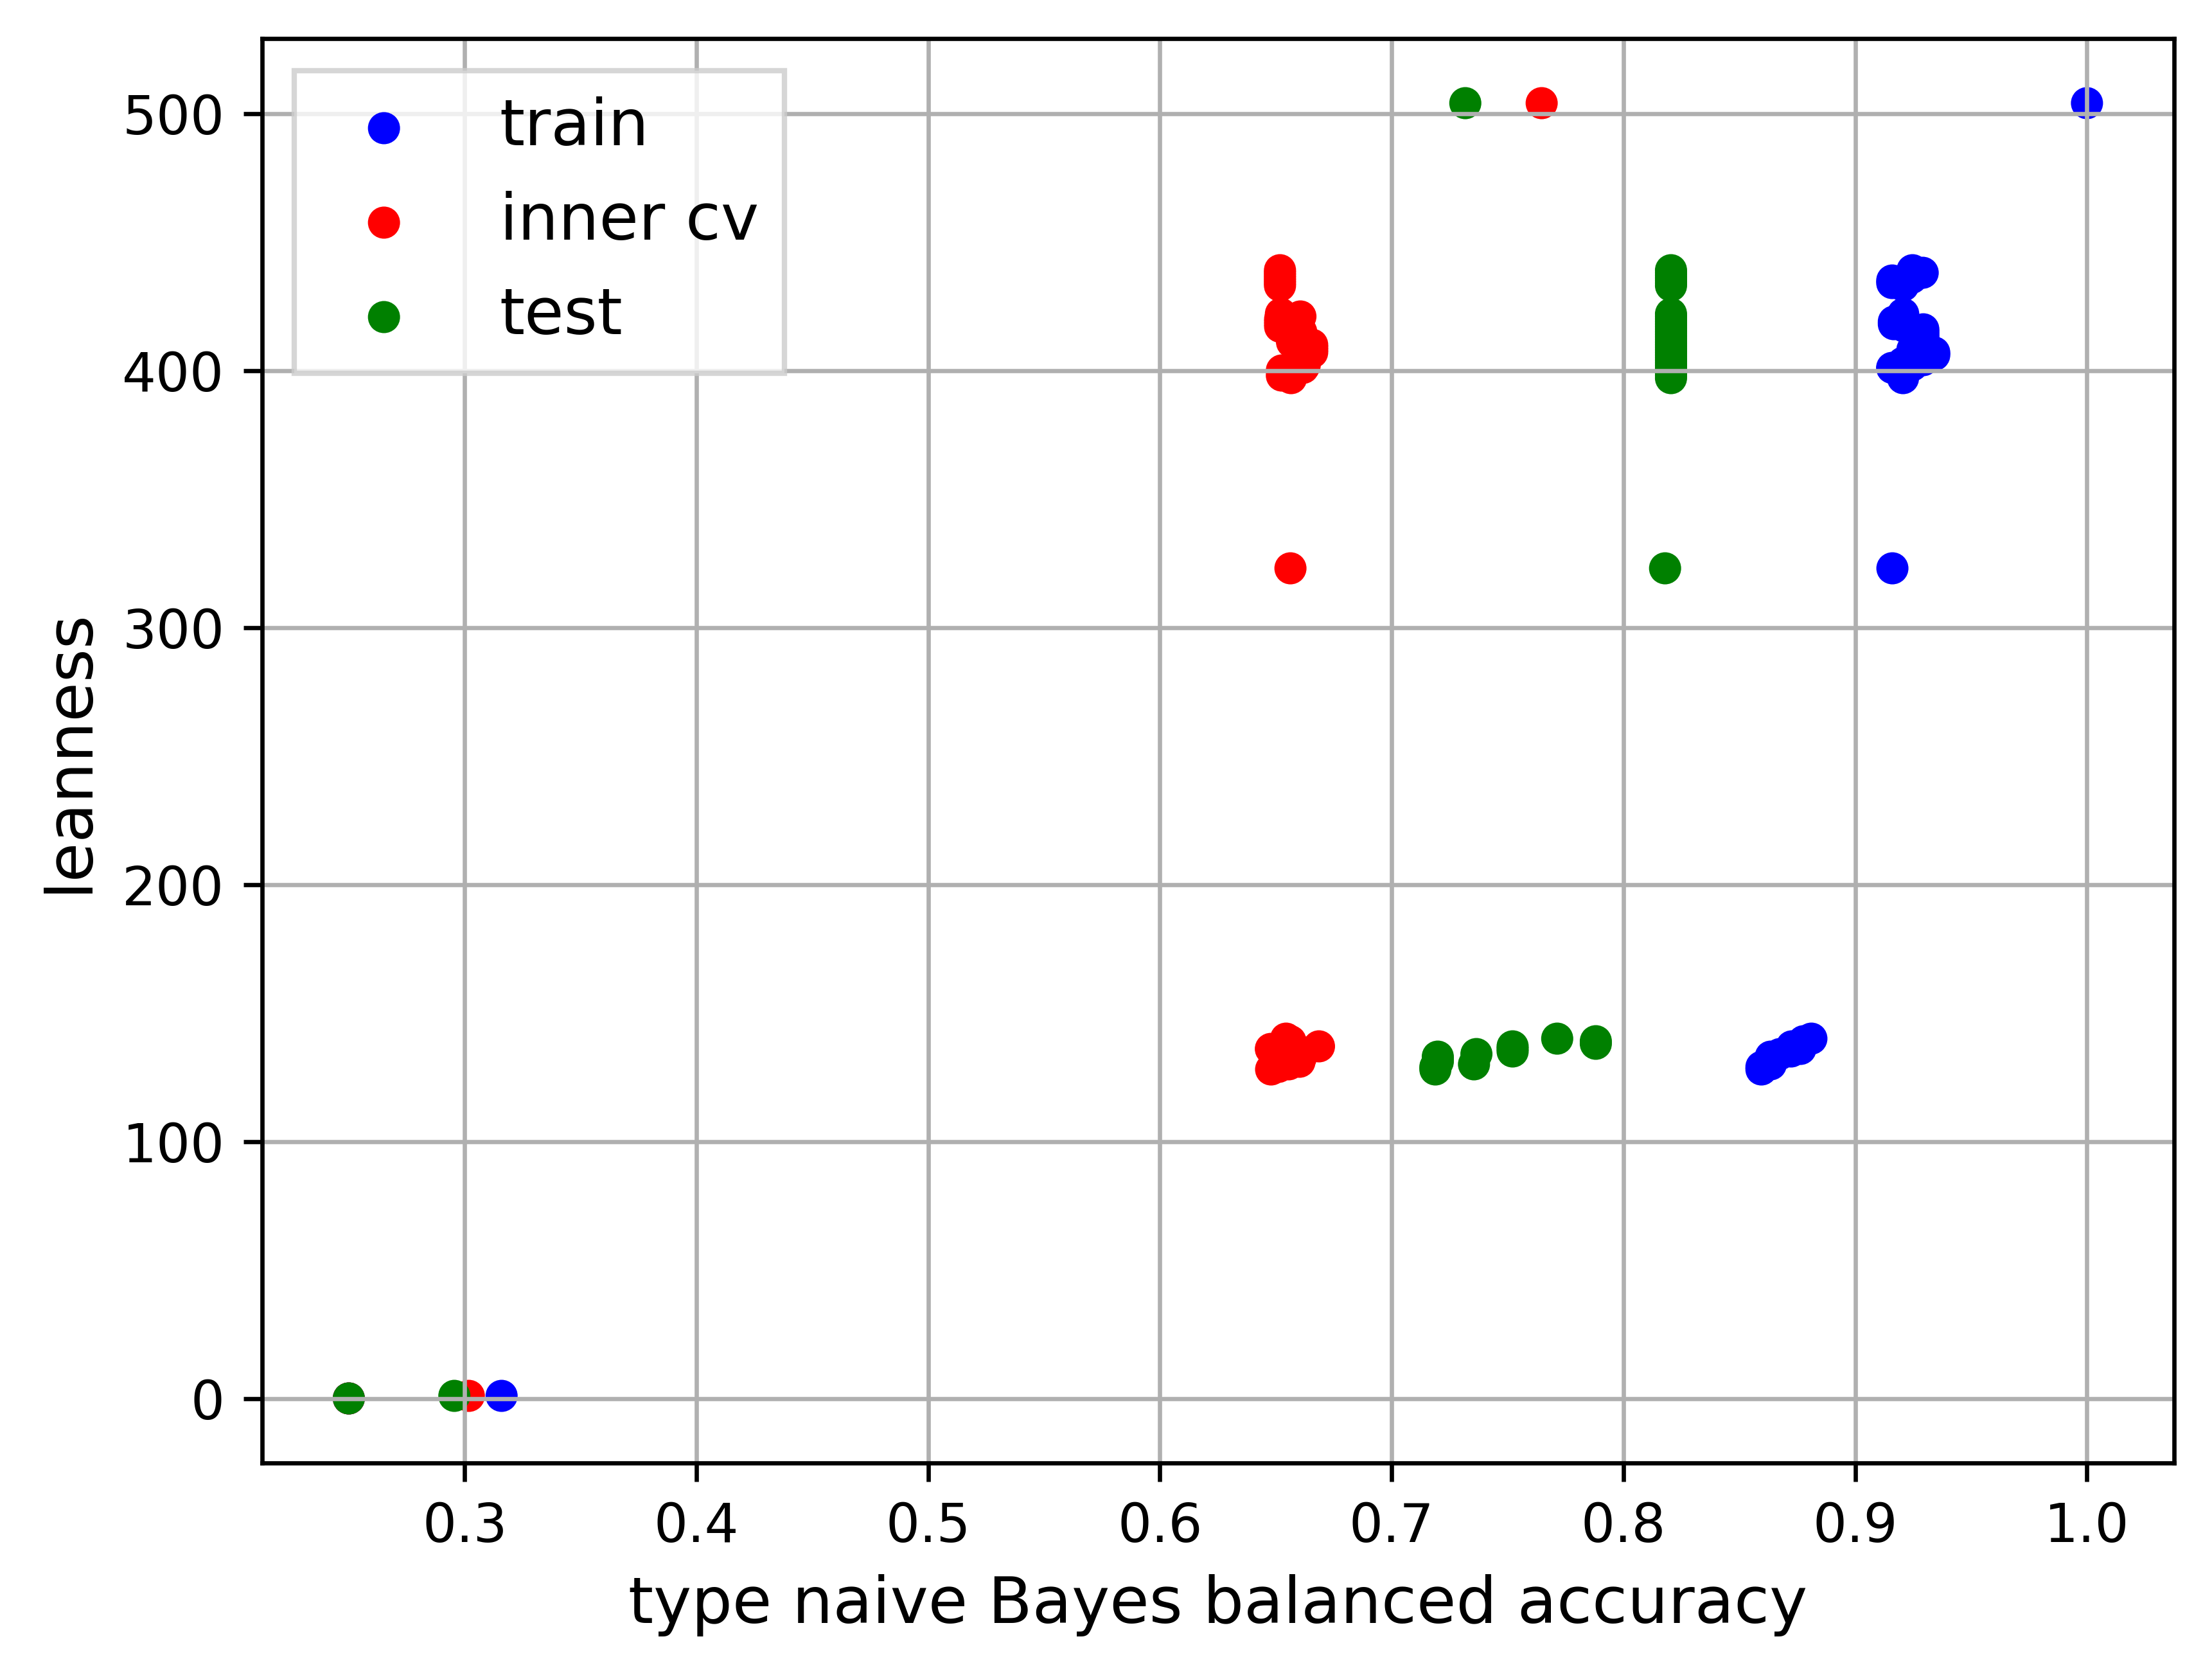 train
inner cv
test
500
400
300
200
100
0
leanness
0.3 0.4 0.5 0.6 0.7 0.8 0.9 1.0
type naive Bayes balanced accuracy